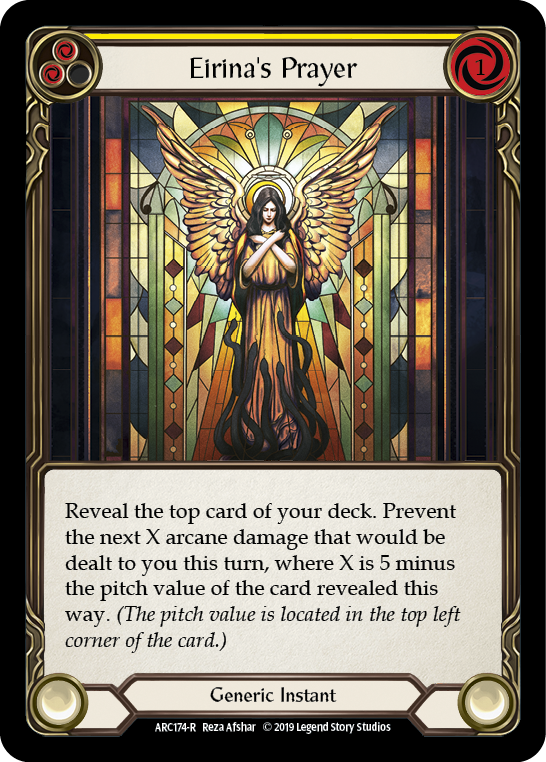 Eirina's Prayer
1
Reveal the top card of your deck. Prevent
the next X arcane damage that would be
dealt to you this turn, where X is 5 minus
the pitch value of the card revealed this
way. (The pitch value is located in the top left
corner of the card.)
Generic Instant
ARC174-R Reza Afshar © 2019 Legend Story Studios